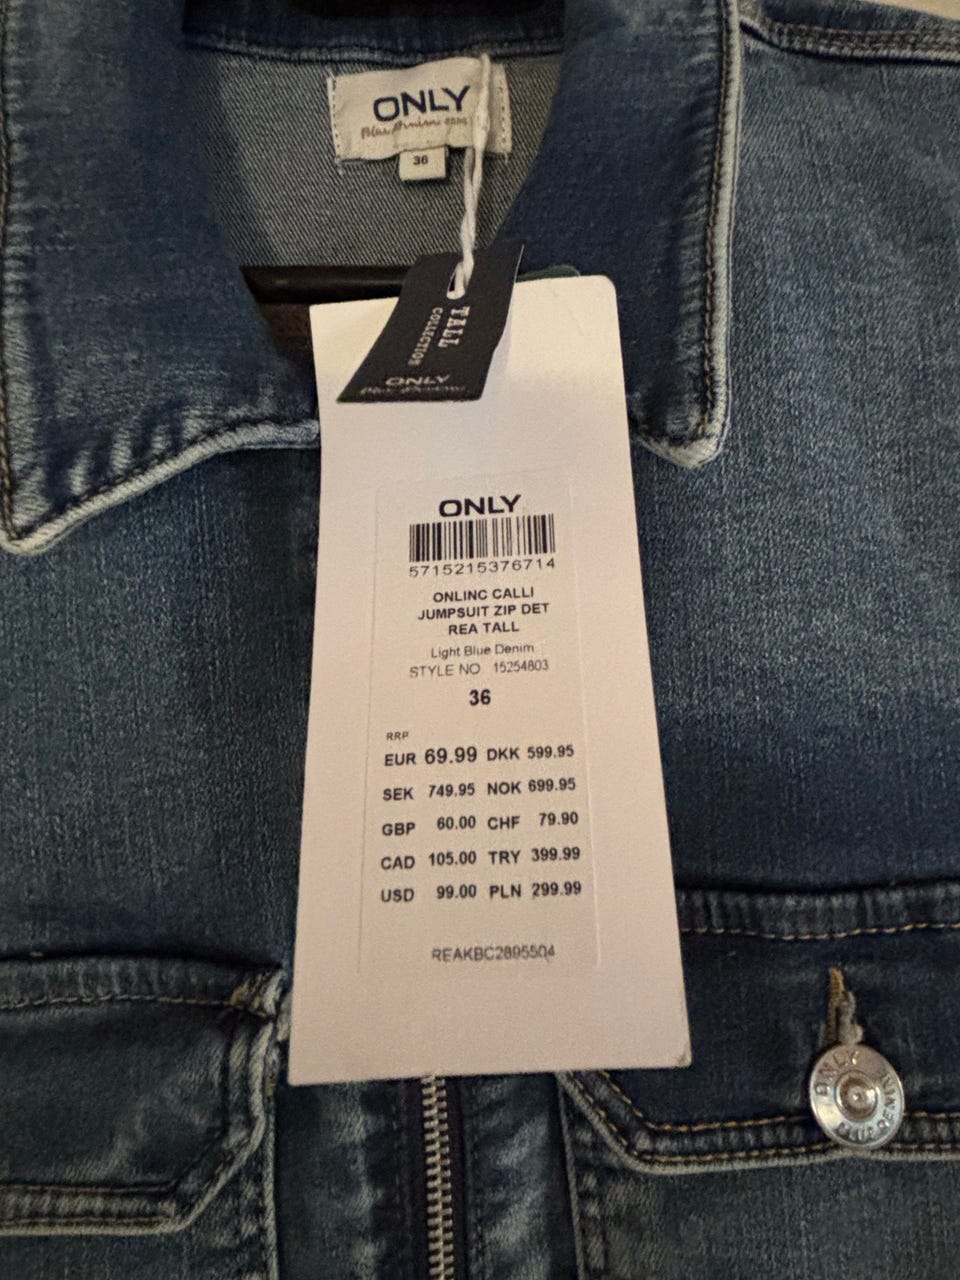 ONLY
Blue Denim
36
TALL
COLLECTION
ONLY
ONLY
5715215376714
ONLINC CALLI
JUMPSUIT ZIP DET
REA TALL
Light Blue Denim
STYLE NO 15254803
36
RRP
EUR 69.99 DKK 599.95
SEK 749.95 NOK 699.95
GBP 60.00 CHF 79.90
CAD 105.00 TRY 399.99
USD 99.00 PLN 299.99
REAKBC2895504
ONLY